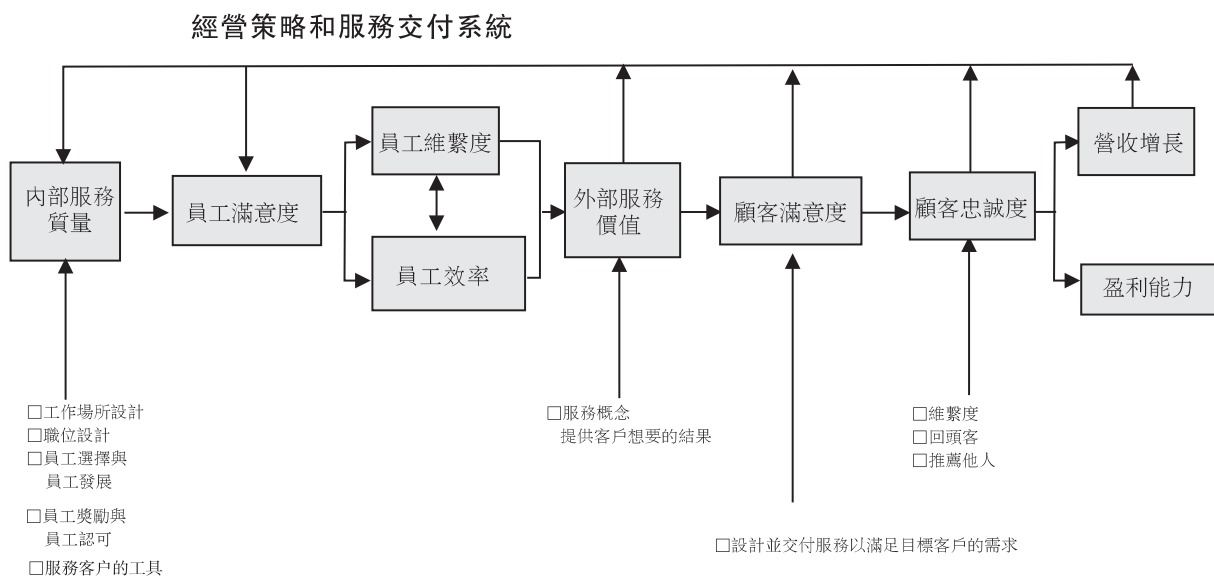 經營策略和服務交付系統
內部服務
質量
員工滿意度
員工維繫度
員工效率
外部服務
價值
顧客滿意度
顧客忠誠度
營收增長
盈利能力
□工作場所設計
□職位設計
□員工選擇與
員工發展
□員工獎勵與
員工認可
□服務客户的工具
□服務概念
提供客戶想要的結果
□設計並交付服務以滿足目標客戶的需求
□維繫度
□回頭客
□推薦他人